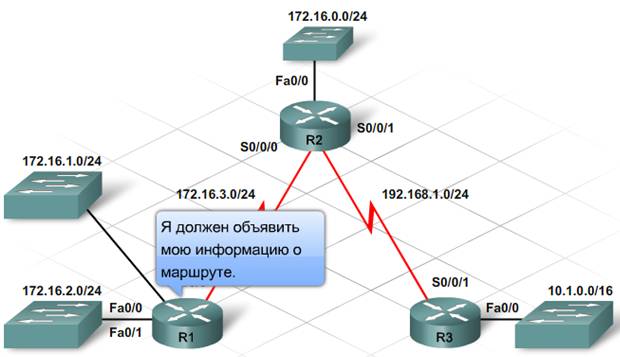 172.16.0.0/24
Fa0/0
R2
S0/0/1
S0/0/0
172.16.1.0/24
172.16.3.0/24
192.168.1.0/24
Я должен объявить
мою информацию о
маршруте.
172.16.2.0/24
Fa0/0
Fa0/1
R1
S0/0/1
R3
Fa0/0
10.1.0.0/16